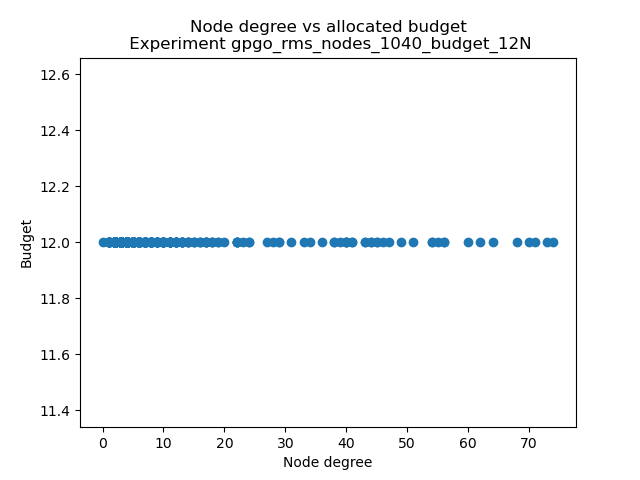 Node degree vs allocated budget
Experiment gpgo_rms_nodes_1040_budget_12N
12.6
12.4
12.2
12.0
11.8
11.6
11.4
Budget
0 10 20 30 40 50 60 70
Node degree